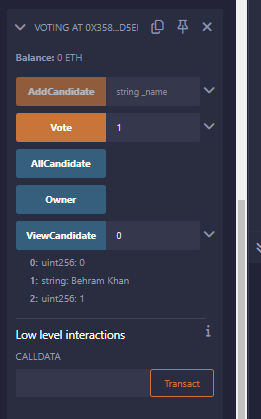 VOTING AT 0X358...D5EI
Balance: 0 ETH
AddCandidate string _name
Vote 1
AllCandidate
Owner
ViewCandidate 0
0: uint256: 0
1: string: Behram Khan
2: uint256: 1
Low level interactions
i
CALLDATA
Transact